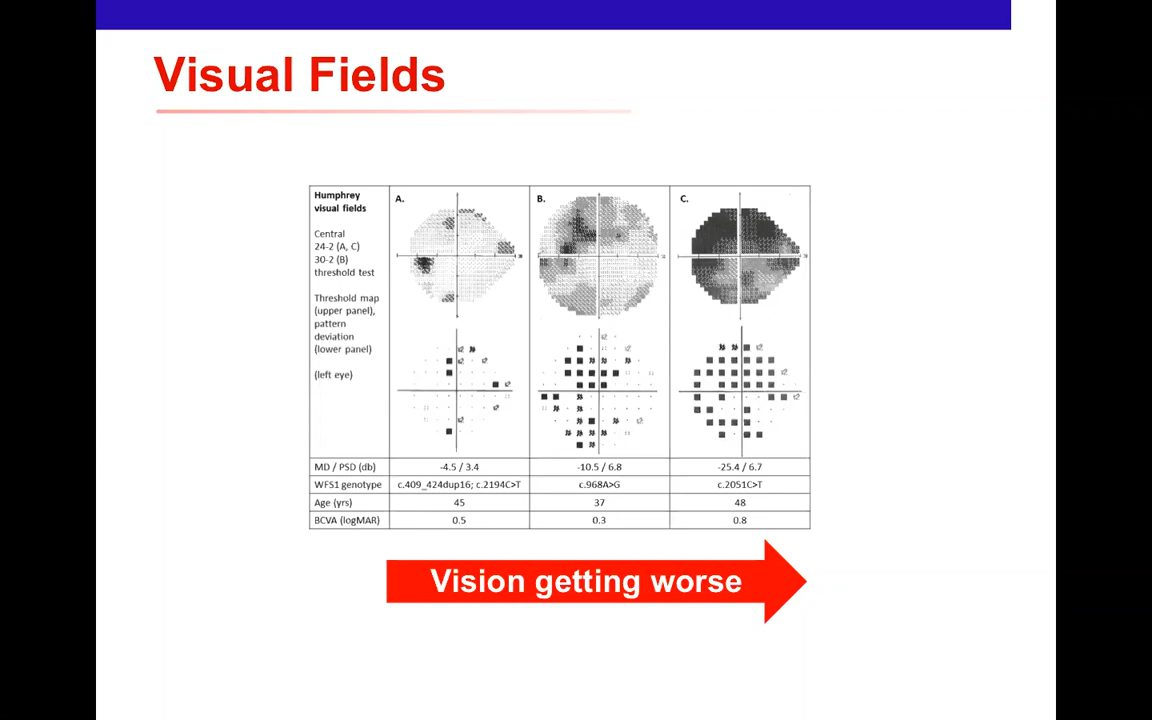 Visual Fields
Humphrey
visual fields
Central
24-2 (A, C)
30-2 (B)
threshold test
Threshold map
(upper panel),
pattern
deviation
(lower panel)
(left eye)
A.
B.
C.
MD / PSD (db)
-4.5 / 3.4
-10.5 / 6.8
-25.4 / 6.7
WFS1 genotype
c.409_424dup16; c.2194C>T
c.968A>G
c.2051C>T
Age (yrs)
45
37
48
BCVA (logMAR)
0.5
0.3
0.8
Vision getting worse